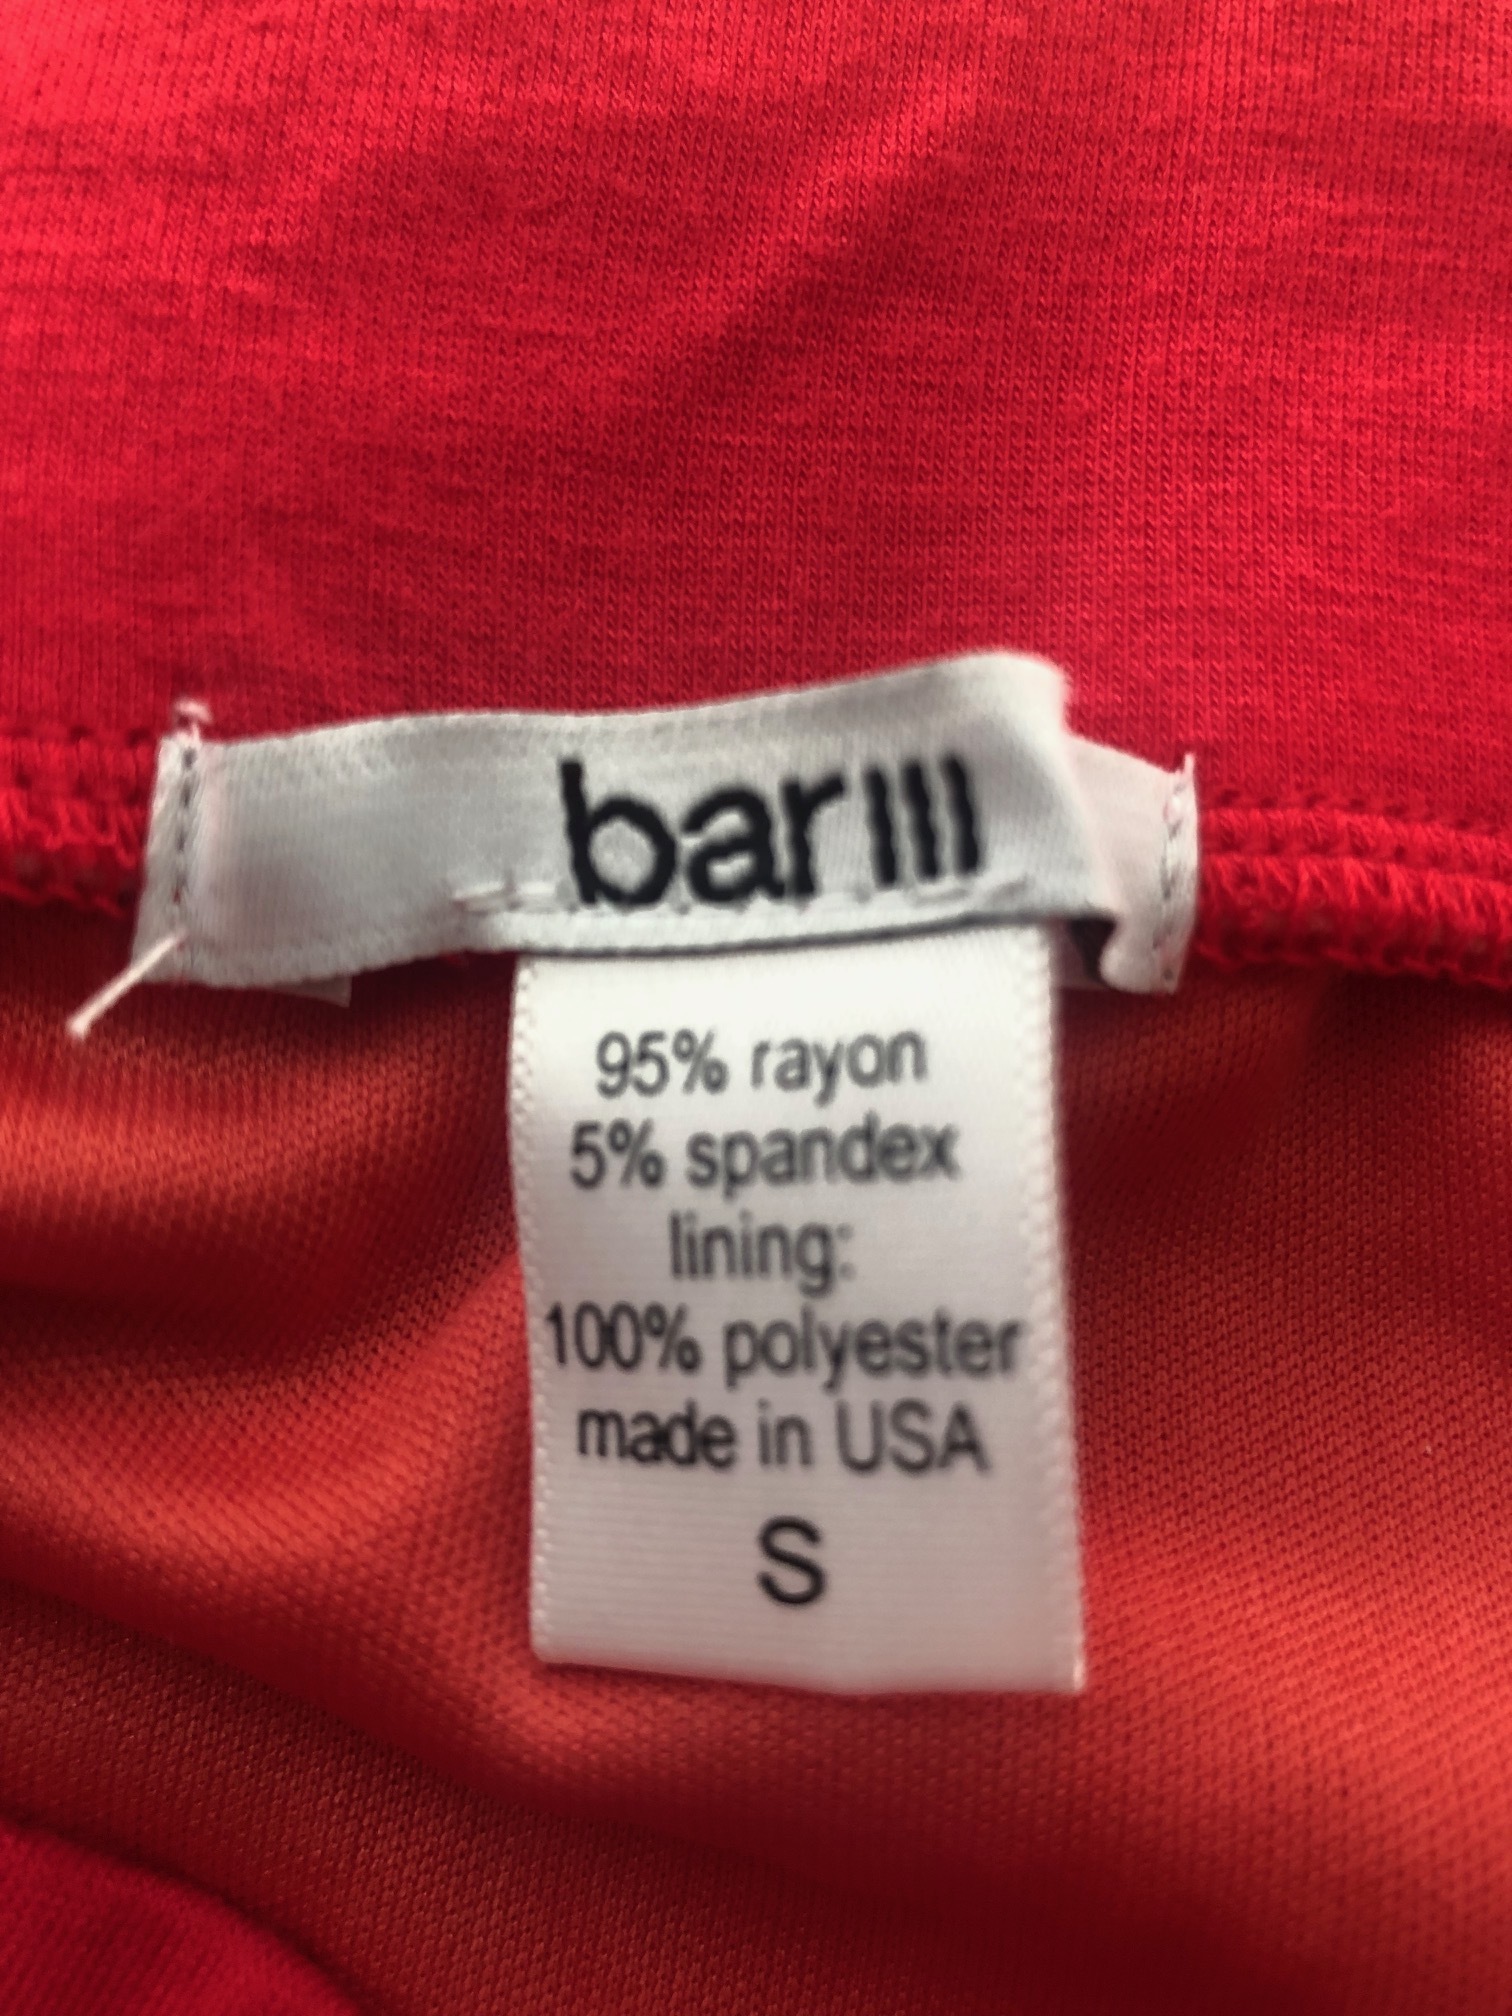 bar III
95% rayon
5% spandex
lining:
100% polyester
made in USA
S